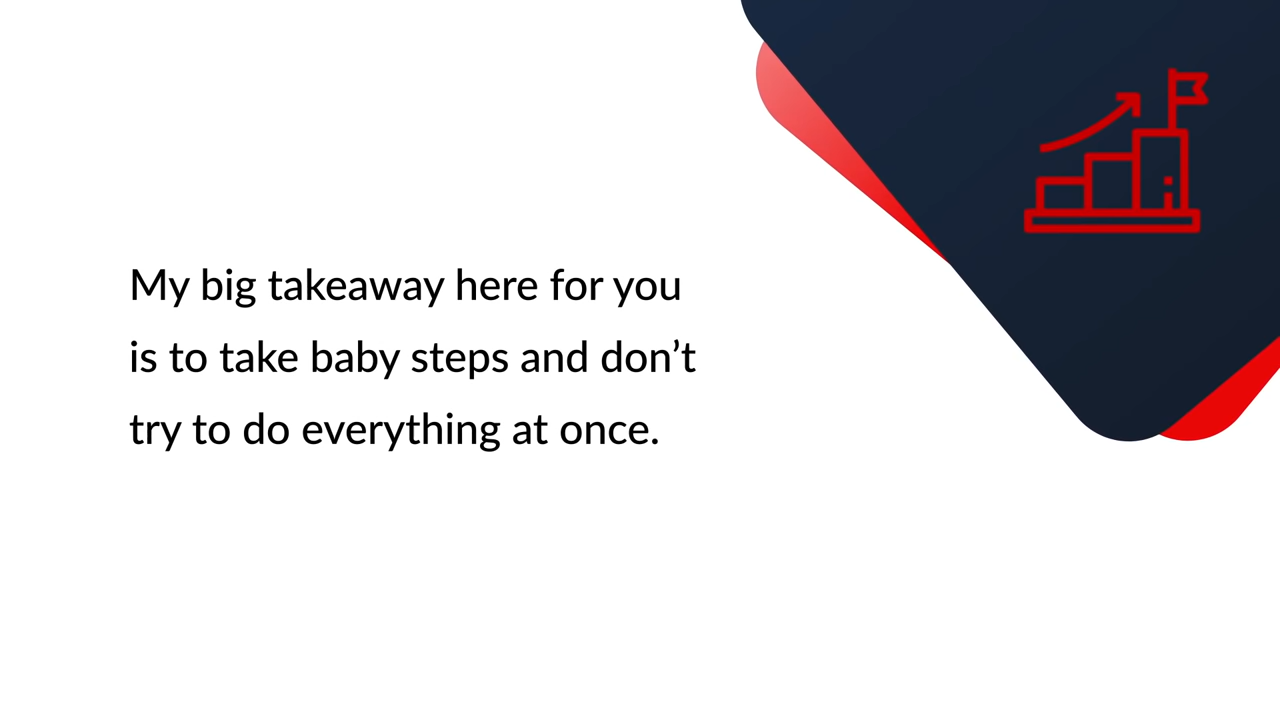 My big takeaway here for you
is to take baby steps and don’t
try to do everything at once.